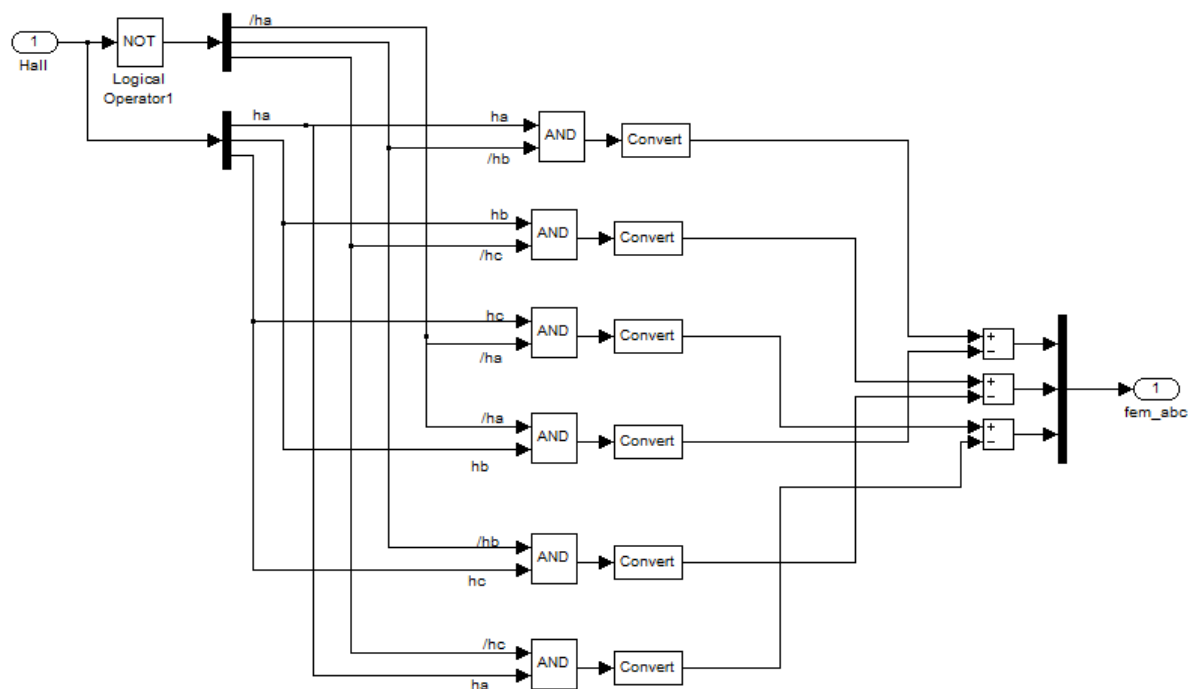 /ha
1
NOT
Hall
Logical
Operator1
ha
ha
AND
Convert
/hb
hb
AND
Convert
/hc
hc
AND
Convert
/ha
+
−
1
+
−
fem_abc
/ha
AND
Convert
+
−
hb
/hb
AND
Convert
hc
/hc
AND
Convert
ha